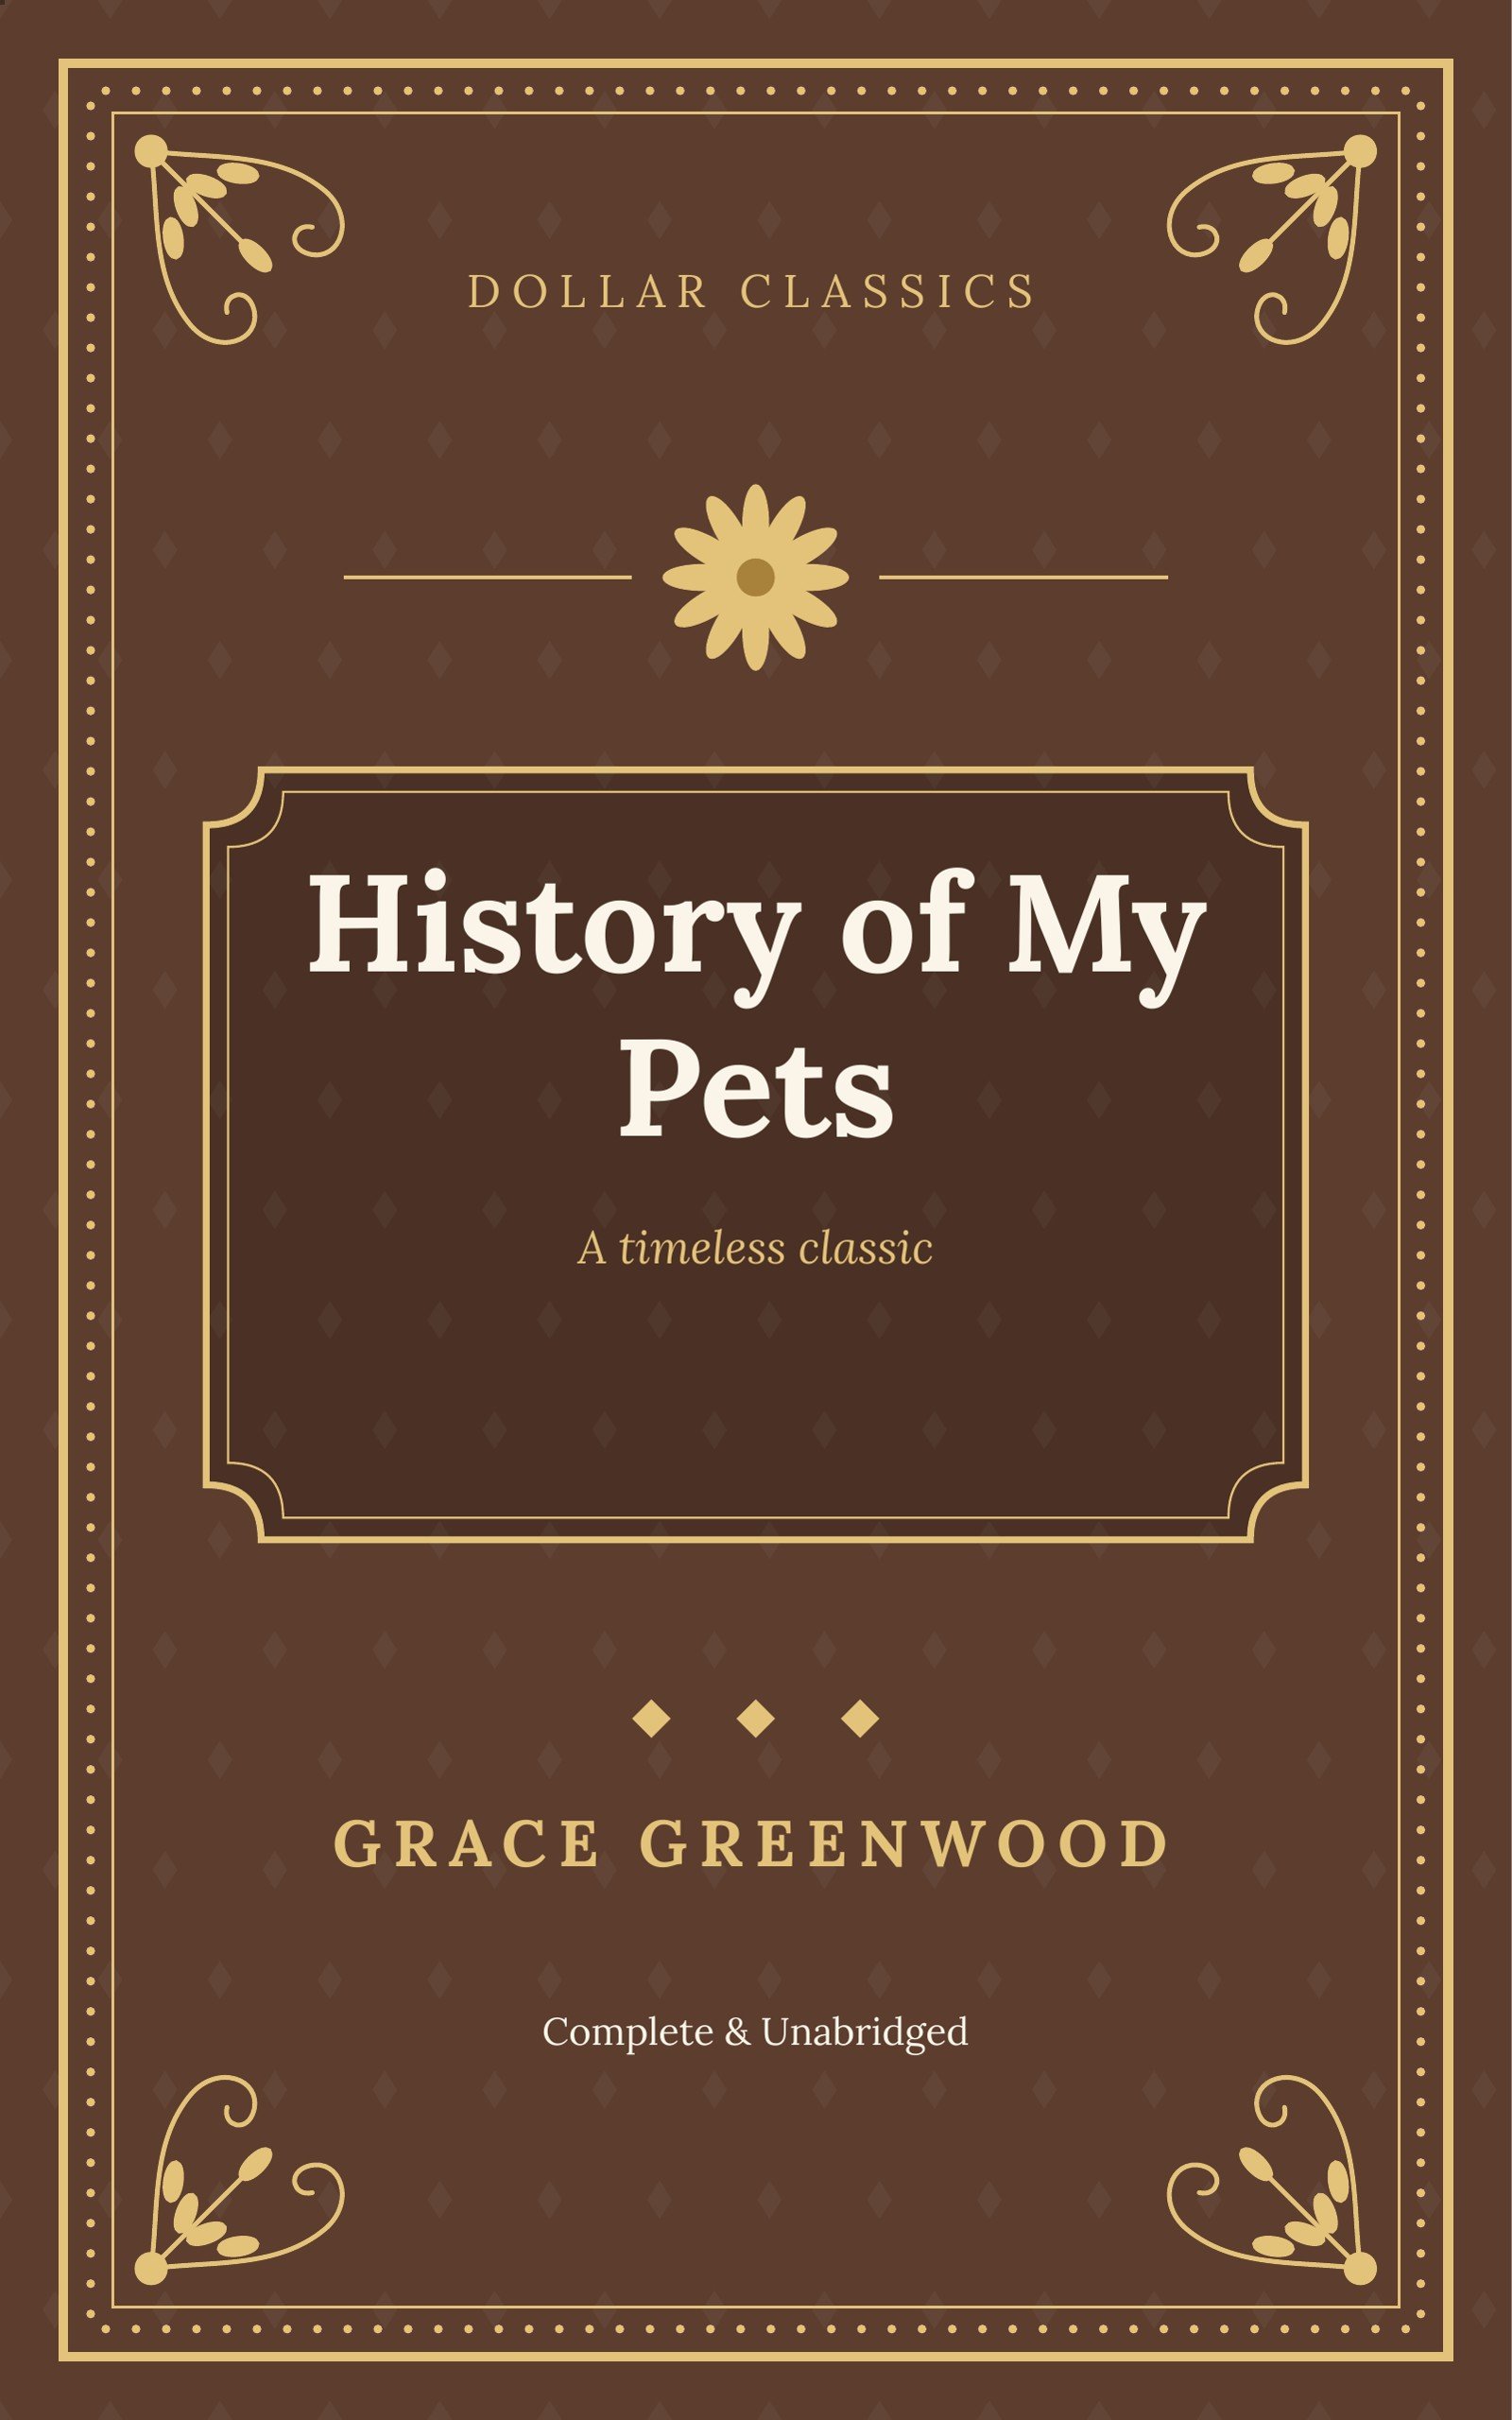 DOLLAR CLASSICS
History of My
Pets
A timeless classic
GRACE GREENWOOD
Complete & Unabridged